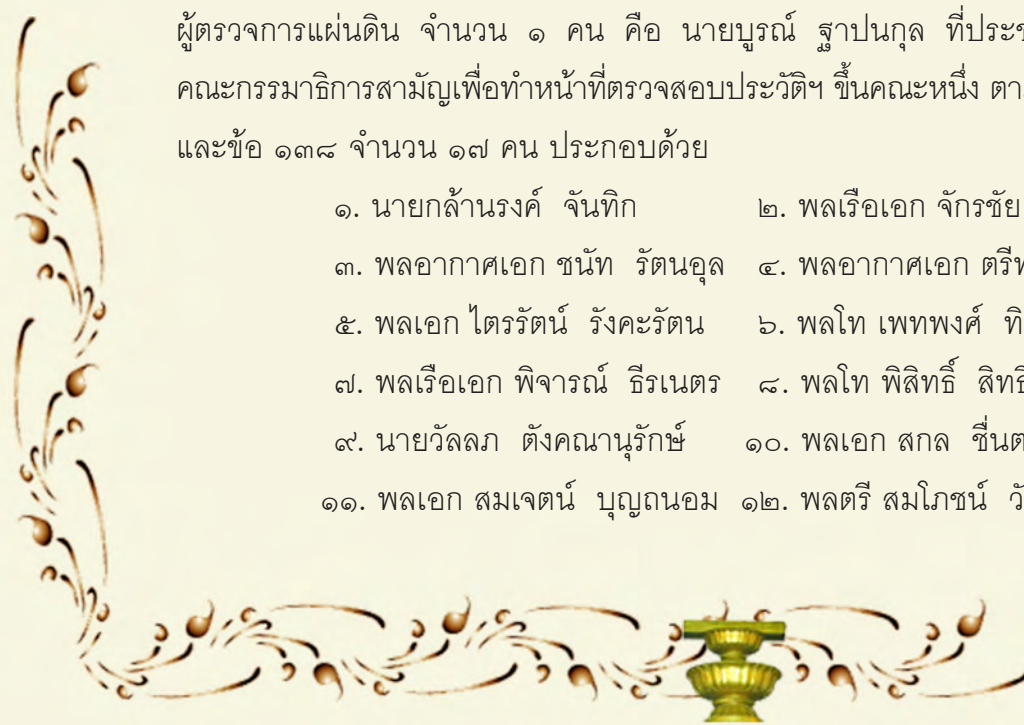 ผู้ตรวจการแผ่นดิน จำนวน ๑ คน คือ นายบูรณ์ ฐาปนกุล
คณะกรรมาธิการสามัญเพื่อทำหน้าที่ตรวจสอบประวัติฯ ขึ้นคณะหนึ่ง
และข้อ ๑๓๘ จำนวน ๑๗ คน ประกอบด้วย
๑. นายกล้านรงค์ จันทิก ๒. พลเรือเอก จักรชัย
๓. พลอากาศเอก ชนัท รัตนอุล ๔. พลอากาศเอก
๕. พลเอก ไตรรัตน์ รังคะรัตน ๖. พลโท เพทพงศ์
๗. พลเรือเอก พิจารณ์ ธีรเนตร ๘. พลโท พิสิทธิ์
๙. นายวัลลภ ตังคณานุรักษ์ ๑๐. พลเอก สกล
๑๑. พลเอก สมเจตน์ บุญถนอม ๑๒. พลตรี สมโภชน์